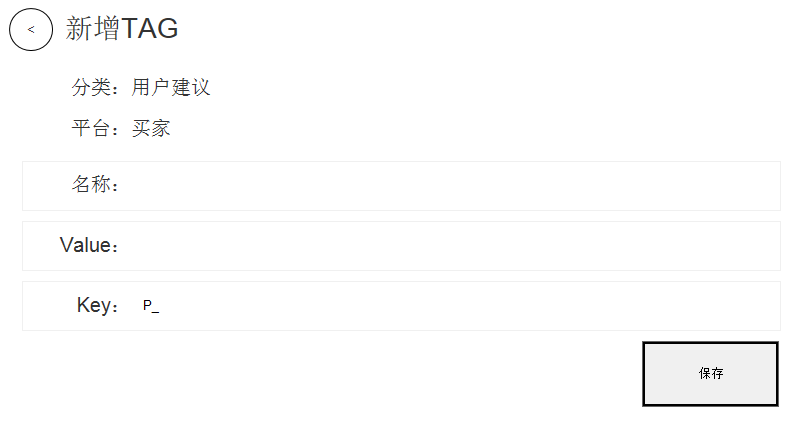 < 新增TAG
分类：用户建议
平台：买家
名称：
Value：
Key： P_
保存